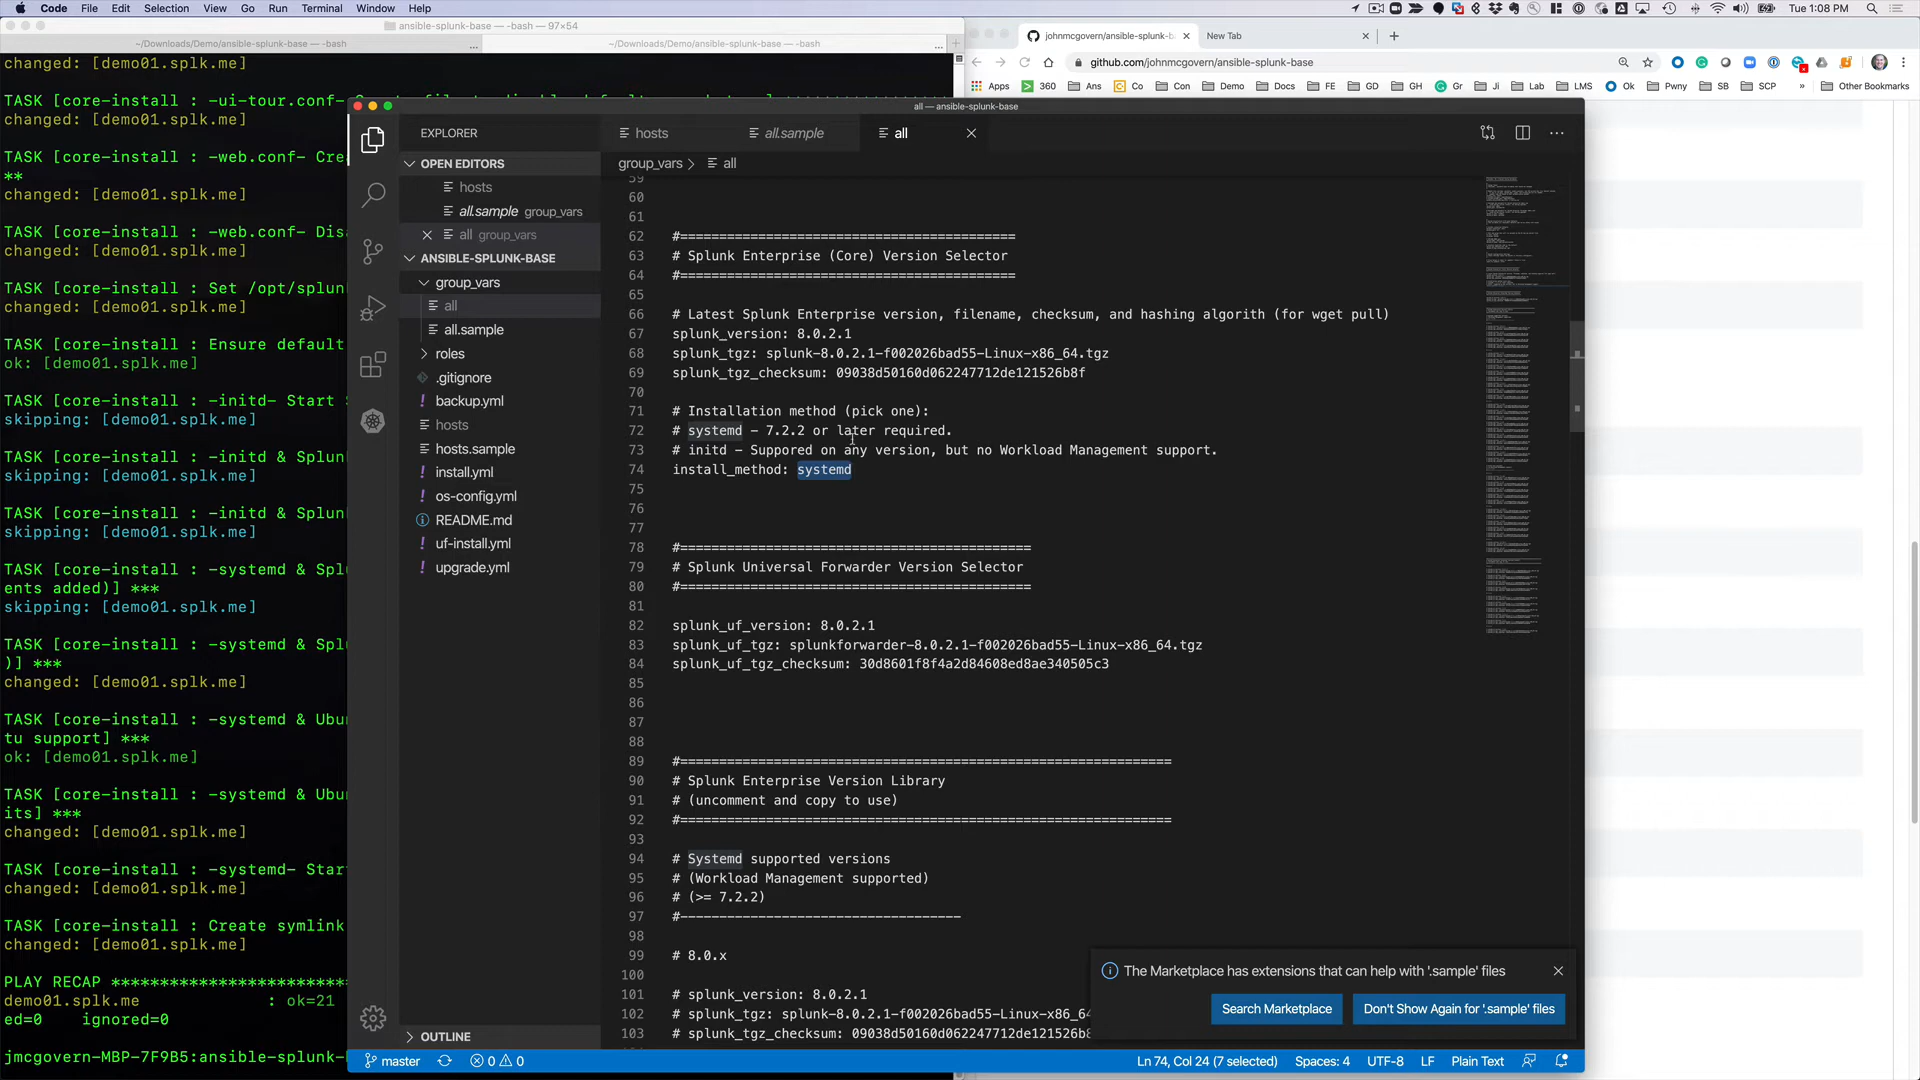 Code File Edit Selection View Go Run Terminal Window Help
Tue 1:08 PM
ansible-splunk-base — -bash — 97×54
~/Downloads/Demo/ansible-splunk-base — -bash ... ~/Downloads/Demo/ansible-splunk-base — -bash ...
changed: [demo01.splk.me]
TASK [core-install : -ui-tour.conf-
changed: [demo01.splk.me]
TASK [core-install : -web.conf- Cre
**
changed: [demo01.splk.me]
TASK [core-install : -web.conf- Dis
changed: [demo01.splk.me]
TASK [core-install : Set /opt/splun
changed: [demo01.splk.me]
TASK [core-install : Ensure default
ok: [demo01.splk.me]
TASK [core-install : -initd- Start S
skipping: [demo01.splk.me]
TASK [core-install : -initd & Splun
skipping: [demo01.splk.me]
TASK [core-install : -initd & Splun
skipping: [demo01.splk.me]
TASK [core-install : -systemd & Spl
ents added)] ***
skipping: [demo01.splk.me]
TASK [core-install : -systemd & Spl
)] ***
changed: [demo01.splk.me]
TASK [core-install : -systemd & Ubu
tu support] ***
ok: [demo01.splk.me]
TASK [core-install : -systemd & Ubu
its] ***
changed: [demo01.splk.me]
TASK [core-install : -systemd- Star
changed: [demo01.splk.me]
TASK [core-install : Create symlink
changed: [demo01.splk.me]
PLAY RECAP ****************************
demo01.splk.me : ok=21
ed=0 ignored=0
jmcgovern-MBP-7F9B5:ansible-splunk-b
johnmcgovern/ansible-splunk-b
New Tab
github.com/johnmcgovern/ansible-splunk-base
Apps 360 Ans Co Con Demo Docs FE GD GH Gr Ji Lab LMS Ok Pwny SB SCP » Other Bookmarks
all — ansible-splunk-base
EXPLORER
OPEN EDITORS
hosts
all.sample group_vars
all group_vars
ANSIBLE-SPLUNK-BASE
group_vars
all
all.sample
roles
.gitignore
backup.yml
hosts
hosts.sample
install.yml
os-config.yml
README.md
uf-install.yml
upgrade.yml
OUTLINE
hosts all.sample all
group_vars > all
59
60
61
62 #===========================================
63 # Splunk Enterprise (Core) Version Selector
64 #===========================================
65
66 # Latest Splunk Enterprise version, filename, checksum, and hashing algorith (for wget pull)
67 splunk_version: 8.0.2.1
68 splunk_tgz: splunk-8.0.2.1-f002026bad55-Linux-x86_64.tgz
69 splunk_tgz_checksum: 09038d50160d062247712de121526b8f
70
71 # Installation method (pick one):
72 # systemd - 7.2.2 or later required.
73 # initd - Suppored on any version, but no Workload Management support.
74 install_method: systemd
75
76
77
78 #=============================================
79 # Splunk Universal Forwarder Version Selector
80 #=============================================
81
82 splunk_uf_version: 8.0.2.1
83 splunk_uf_tgz: splunkforwarder-8.0.2.1-f002026bad55-Linux-x86_64.tgz
84 splunk_uf_tgz_checksum: 30d8601f8f4a2d84608ed8ae340505c3
85
86
87
88
89 #===============================================================
90 # Splunk Enterprise Version Library
91 # (uncomment and copy to use)
92 #===============================================================
93
94 # Systemd supported versions
95 # (Workload Management supported)
96 # (>= 7.2.2)
97 #------------------------------------
98
99 # 8.0.x
100
101 # splunk_version: 8.0.2.1
102 # splunk_tgz: splunk-8.0.2.1-f002026bad55-Linux-x86_64
103 # splunk_tgz_checksum: 09038d50160d062247712de121526b8
The Marketplace has extensions that can help with '.sample' files
Search Marketplace Don't Show Again for '.sample' files
master 0 0 Ln 74, Col 24 (7 selected) Spaces: 4 UTF-8 LF Plain Text